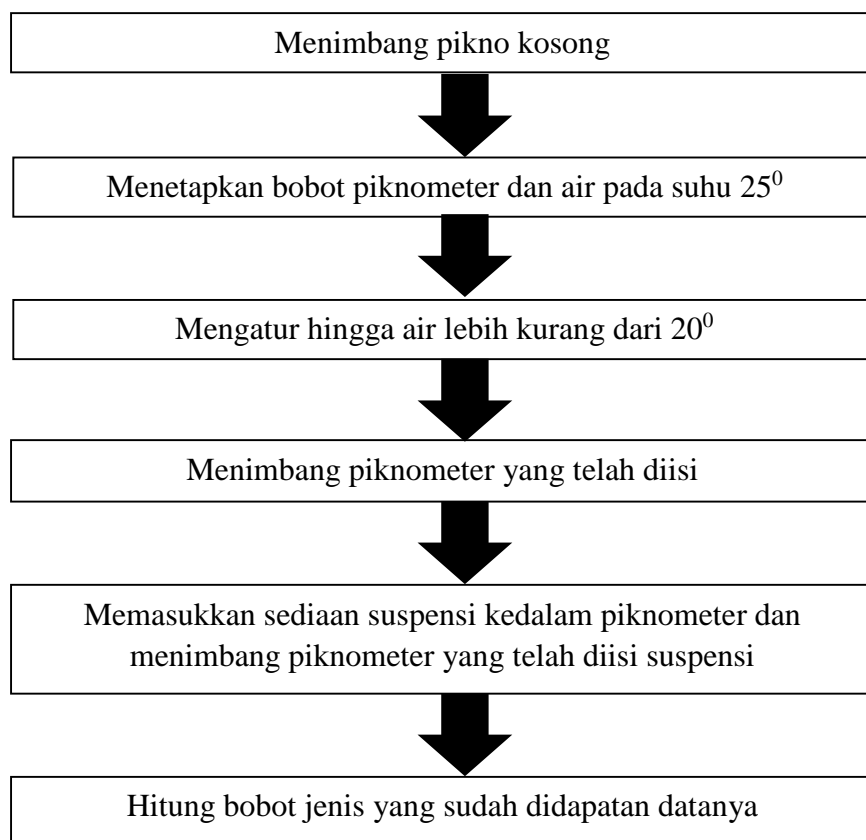 Menimbang pikno kosong
Menetapkan bobot piknometer dan air pada suhu 25⁰
Mengatur hingga air lebih kurang dari 20⁰
Menimbang piknometer yang telah diisi
Memasukkan sediaan suspensi kedalam piknometer dan
menimbang piknometer yang telah diisi suspensi
Hitung bobot jenis yang sudah didapatan datanya